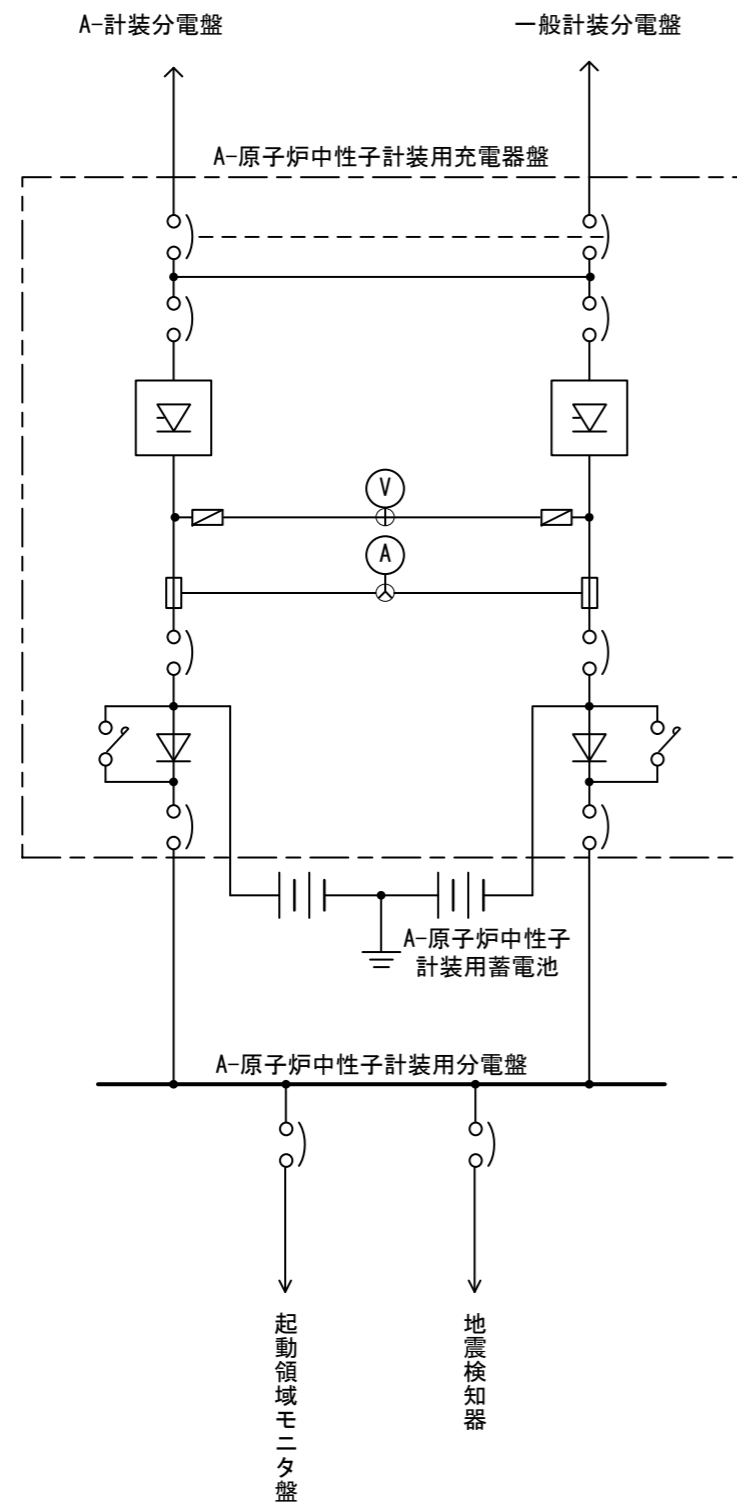 A-計装分電盤
一般計装分電盤
A-原子炉中性子計装用充電器盤
V
A
A-原子炉中性子
計装用蓄電池
A-原子炉中性子計装用分電盤
起動領域モニタ盤
地震検知器